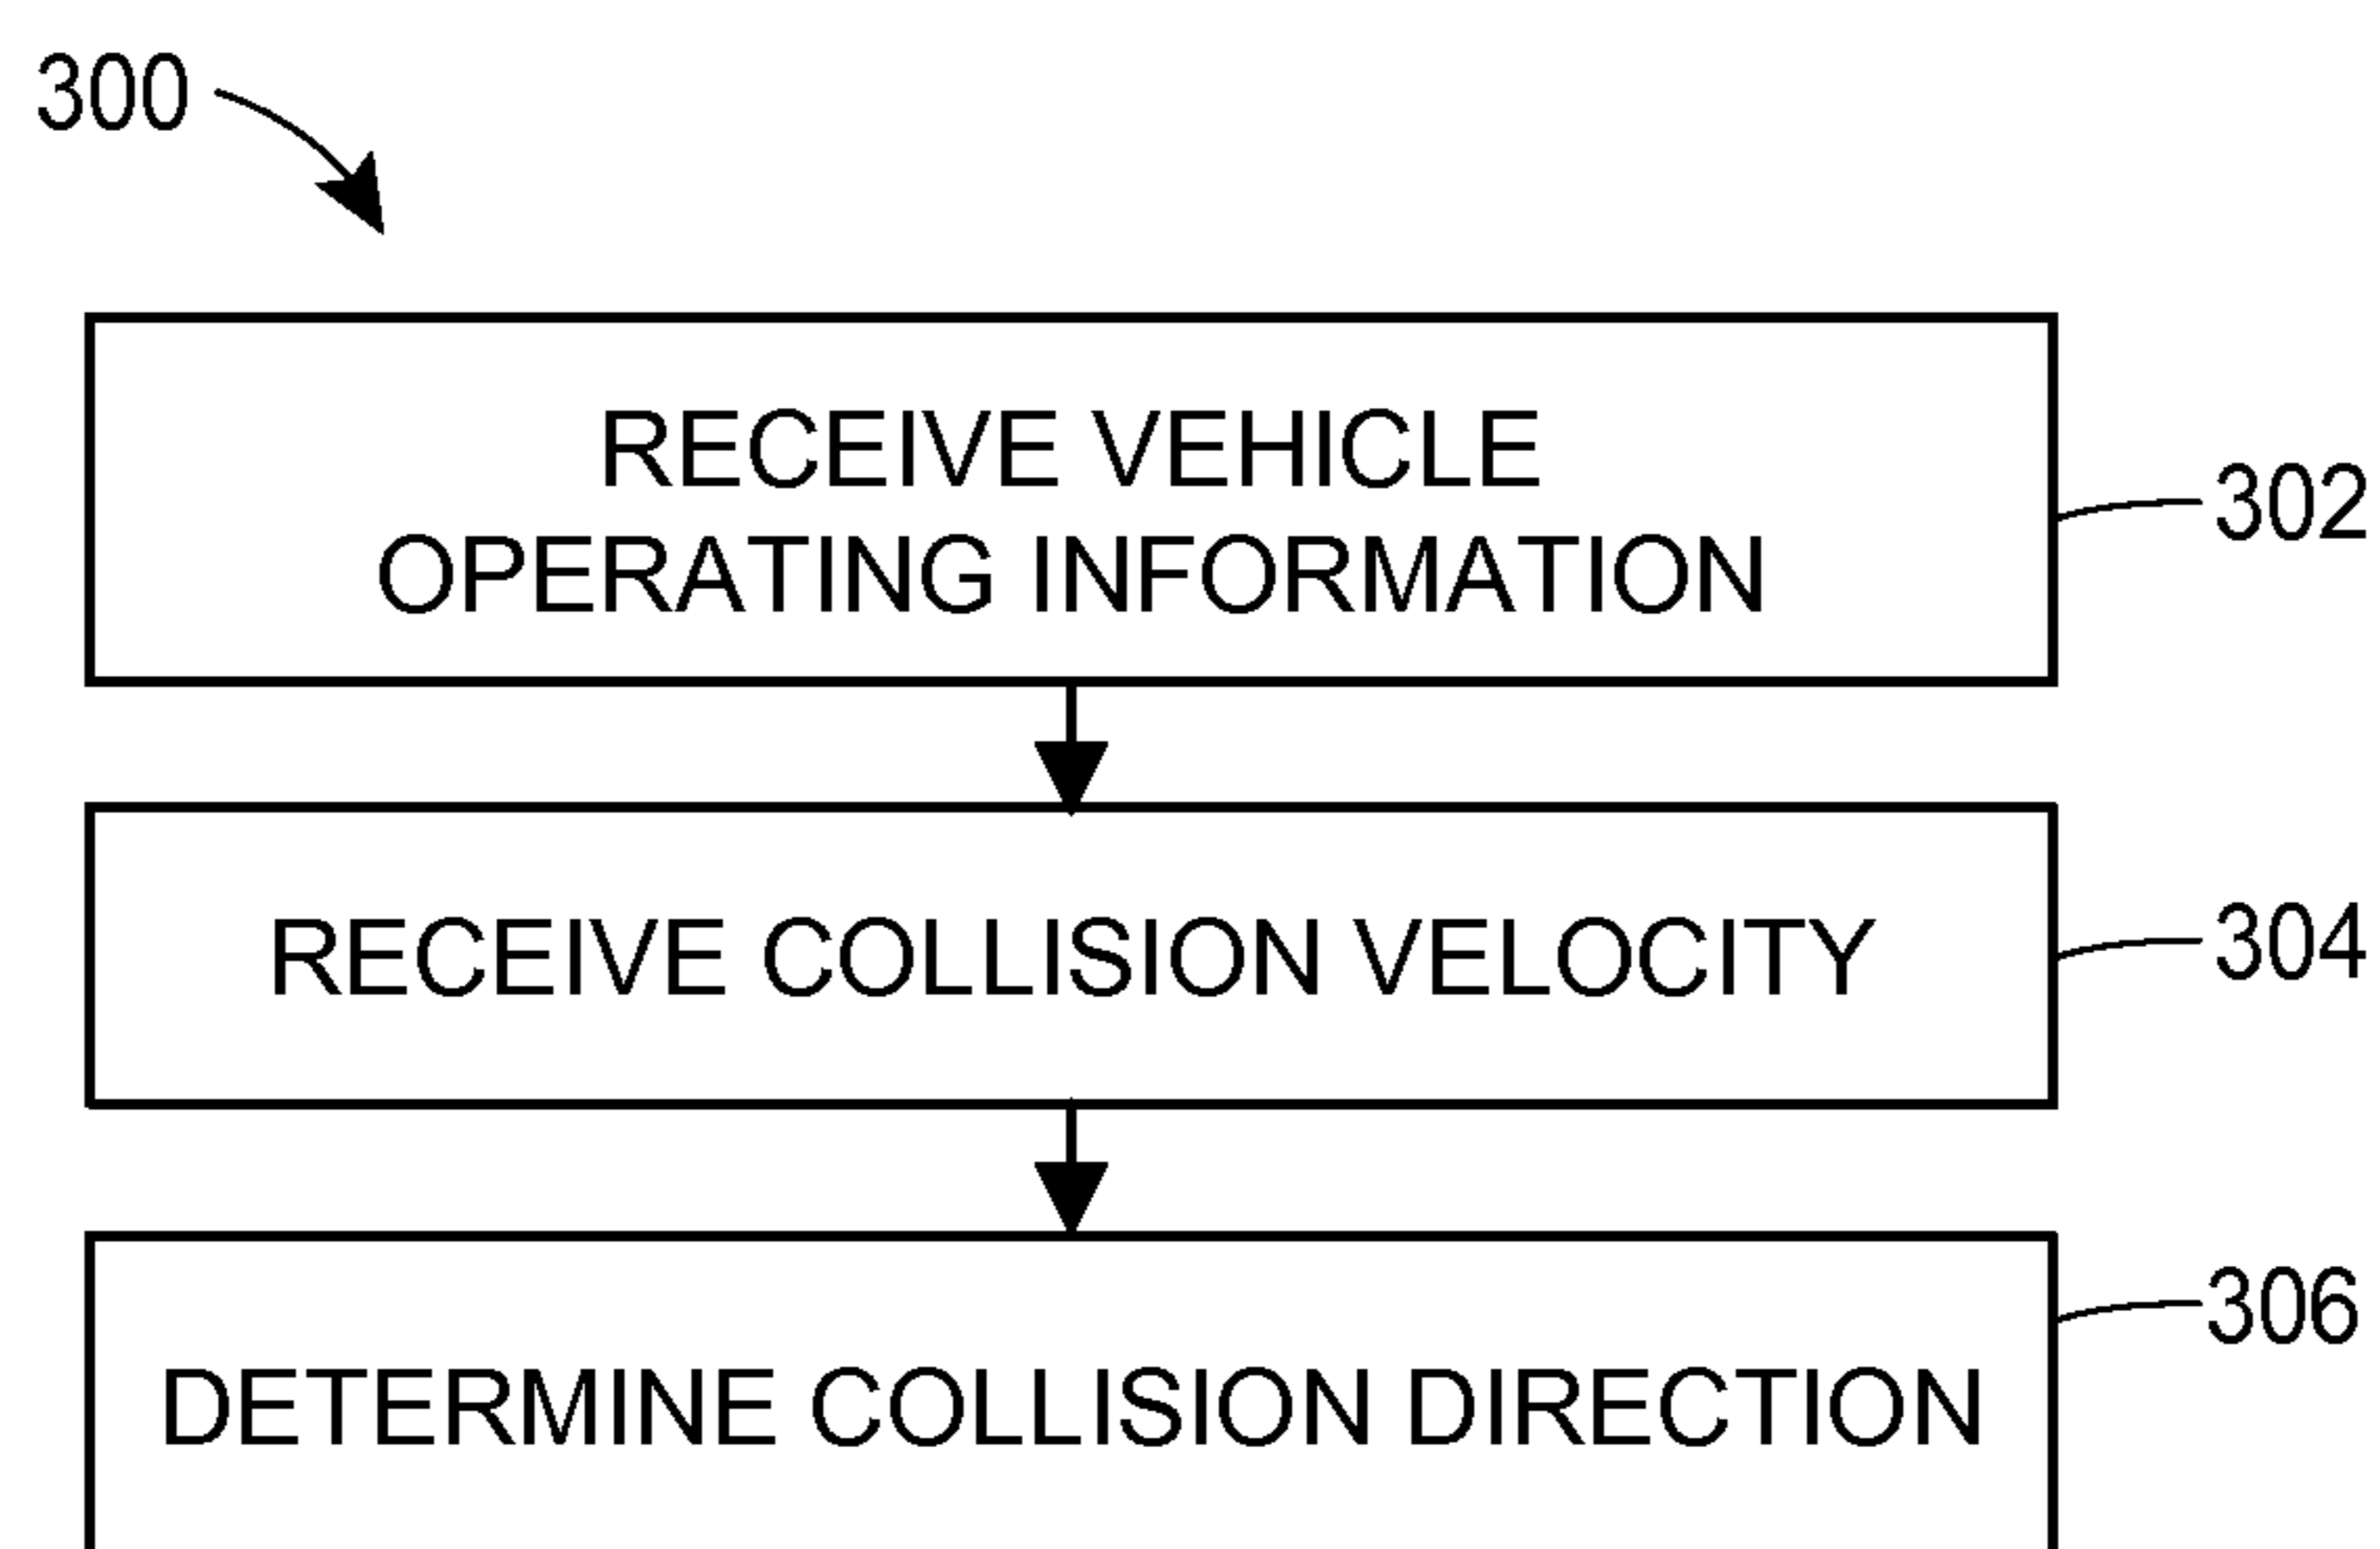 300
RECEIVE VEHICLE
OPERATING INFORMATION
302
RECEIVE COLLISION VELOCITY
304
306
DETERMINE COLLISION DIRECTION